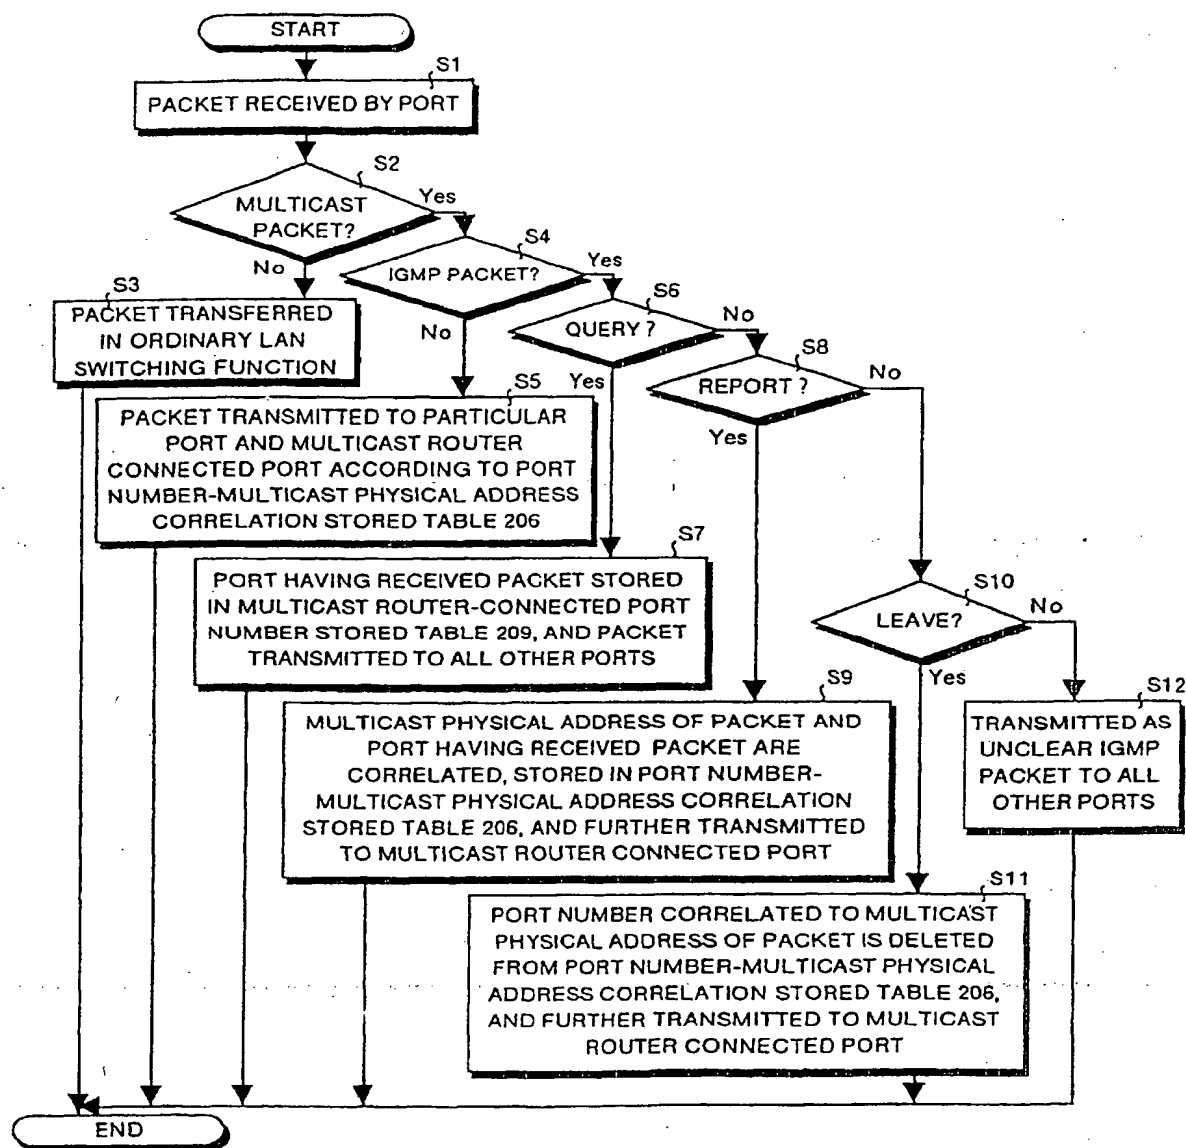 START
S1
PACKET RECEIVED BY PORT
S2
MULTICAST
PACKET?
Yes
No
S3
PACKET TRANSFERRED
IN ORDINARY LAN
SWITCHING FUNCTION
S4
IGMP PACKET?
Yes
No
S5
PACKET TRANSMITTED TO PARTICULAR
PORT AND MULTICAST ROUTER
CONNECTED PORT ACCORDING TO PORT
NUMBER-MULTICAST PHYSICAL ADDRESS
CORRELATION STORED TABLE 206
S6
QUERY ?
No
Yes
S7
PORT HAVING RECEIVED PACKET STORED
IN MULTICAST ROUTER-CONNECTED PORT
NUMBER STORED TABLE 209, AND PACKET
TRANSMITTED TO ALL OTHER PORTS
S8
REPORT ?
No
Yes
S9
MULTICAST PHYSICAL ADDRESS OF PACKET AND
PORT HAVING RECEIVED PACKET ARE
CORRELATED, STORED IN PORT NUMBER-
MULTICAST PHYSICAL ADDRESS CORRELATION
STORED TABLE 206, AND FURTHER TRANSMITTED
TO MULTICAST ROUTER CONNECTED PORT
S10
LEAVE?
No
Yes
S11
PORT NUMBER CORRELATED TO MULTICAST
PHYSICAL ADDRESS OF PACKET IS DELETED
FROM PORT NUMBER-MULTICAST PHYSICAL
ADDRESS CORRELATION STORED TABLE 206,
AND FURTHER TRANSMITTED TO MULTICAST
ROUTER CONNECTED PORT
S12
TRANSMITTED AS
UNCLEAR IGMP
PACKET TO ALL
OTHER PORTS
END